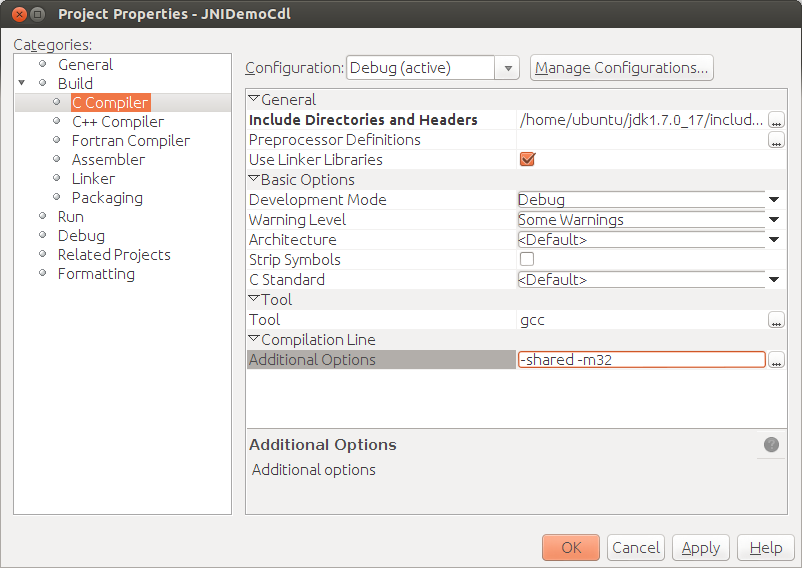 Project Properties - JNIDemoCdl
Categories:
General
Build
C Compiler
C++ Compiler
Fortran Compiler
Assembler
Linker
Packaging
Run
Debug
Related Projects
Formatting
Configuration: Debug (active) Manage Configurations...
General
Include Directories and Headers /home/ubuntu/jdk1.7.0_17/includ... ...
Preprocessor Definitions ...
Use Linker Libraries
Basic Options
Development Mode Debug
Warning Level Some Warnings
Architecture <Default>
Strip Symbols
C Standard <Default>
Tool
Tool gcc ...
Compilation Line
Additional Options -shared -m32 ...
Additional Options ?
Additional options
OK Cancel Apply Help